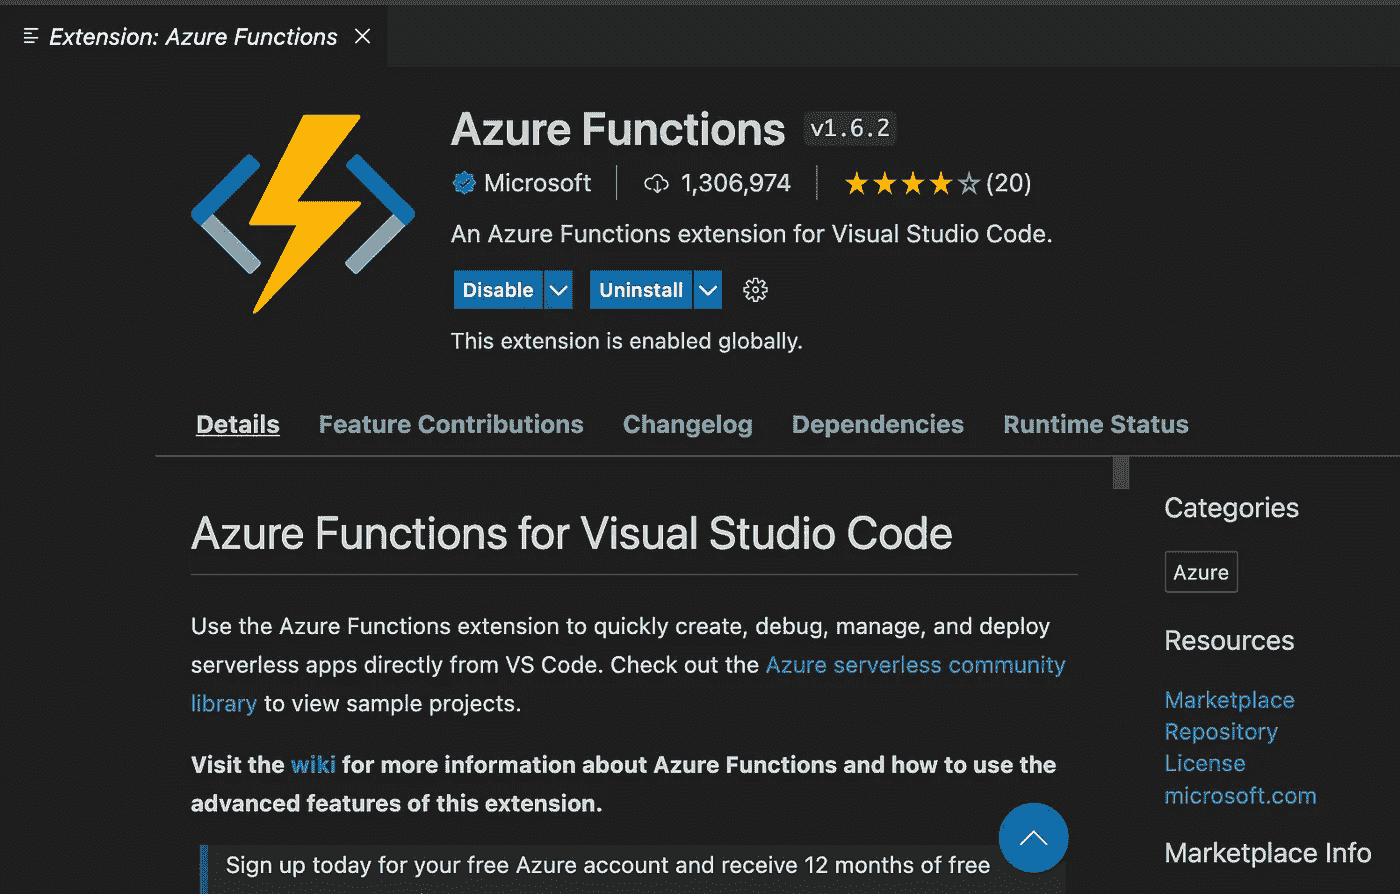 Extension: Azure Functions
Azure Functions v1.6.2
Microsoft 1,306,974 (20)
An Azure Functions extension for Visual Studio Code.
Disable Uninstall
This extension is enabled globally.
Details Feature Contributions Changelog Dependencies Runtime Status
Azure Functions for Visual Studio Code
Use the Azure Functions extension to quickly create, debug, manage, and deploy
serverless apps directly from VS Code. Check out the Azure serverless community
library to view sample projects.
Visit the wiki for more information about Azure Functions and how to use the
advanced features of this extension.
Sign up today for your free Azure account and receive 12 months of free
Categories
Azure
Resources
Marketplace
Repository
License
microsoft.com
Marketplace Info